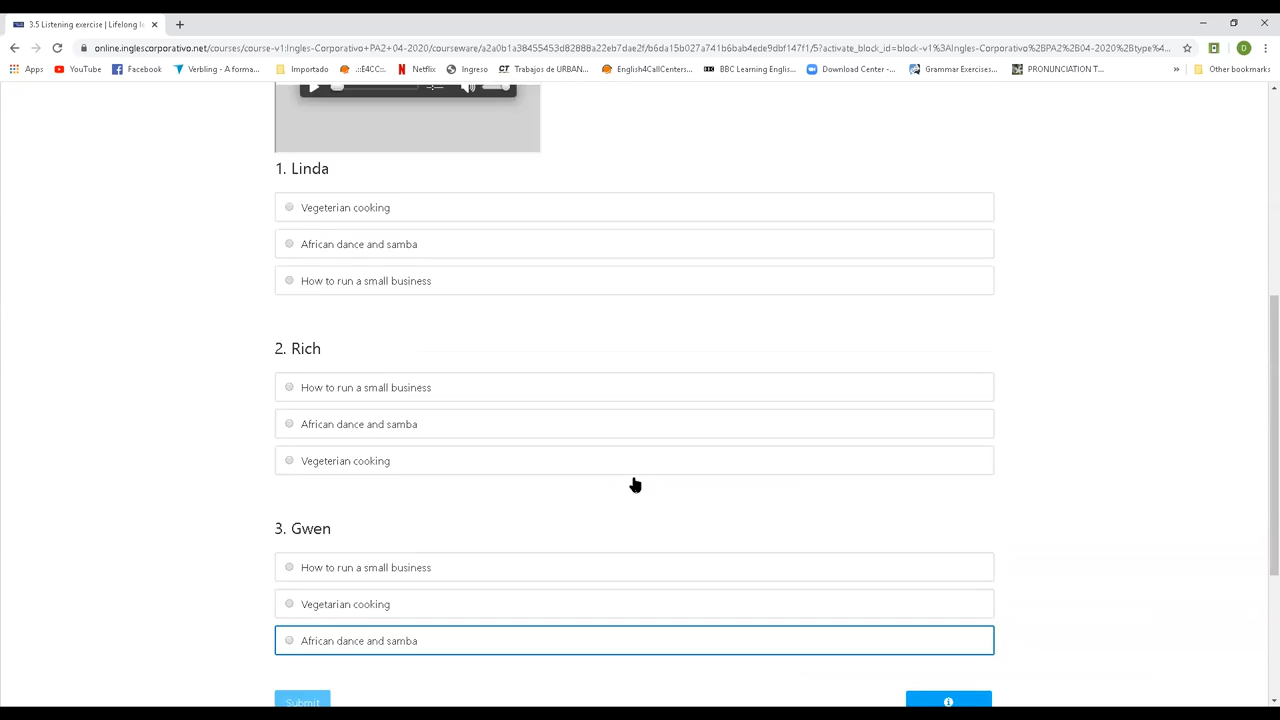 3.5 Listening exercise | Lifelong le
online.inglescorporativo.net/courses/course-v1:Ingles-Corporativo+PA2+04-2020/courseware/a2a0b1a38455453d82888a22eb7dae2f/b6da15b027a741b6bab4ede9dbf147f1/5?activate_block_id=block-v1%3AIngles-Corporativo%2BPA2%2B04-2020%2Btype%4... D
Apps YouTube Facebook Verbling - A forma... Importado .::E4CC::. Netflix Ingreso Trabajos de URBAN... English4CallCenters... BBC Learning Englis... Download Center -... Grammar Exercises... PRONUNCIATION T... » Other bookmarks
1. Linda
Vegeterian cooking
African dance and samba
How to run a small business
2. Rich
How to run a small business
African dance and samba
Vegeterian cooking
3. Gwen
How to run a small business
Vegetarian cooking
African dance and samba
Submit